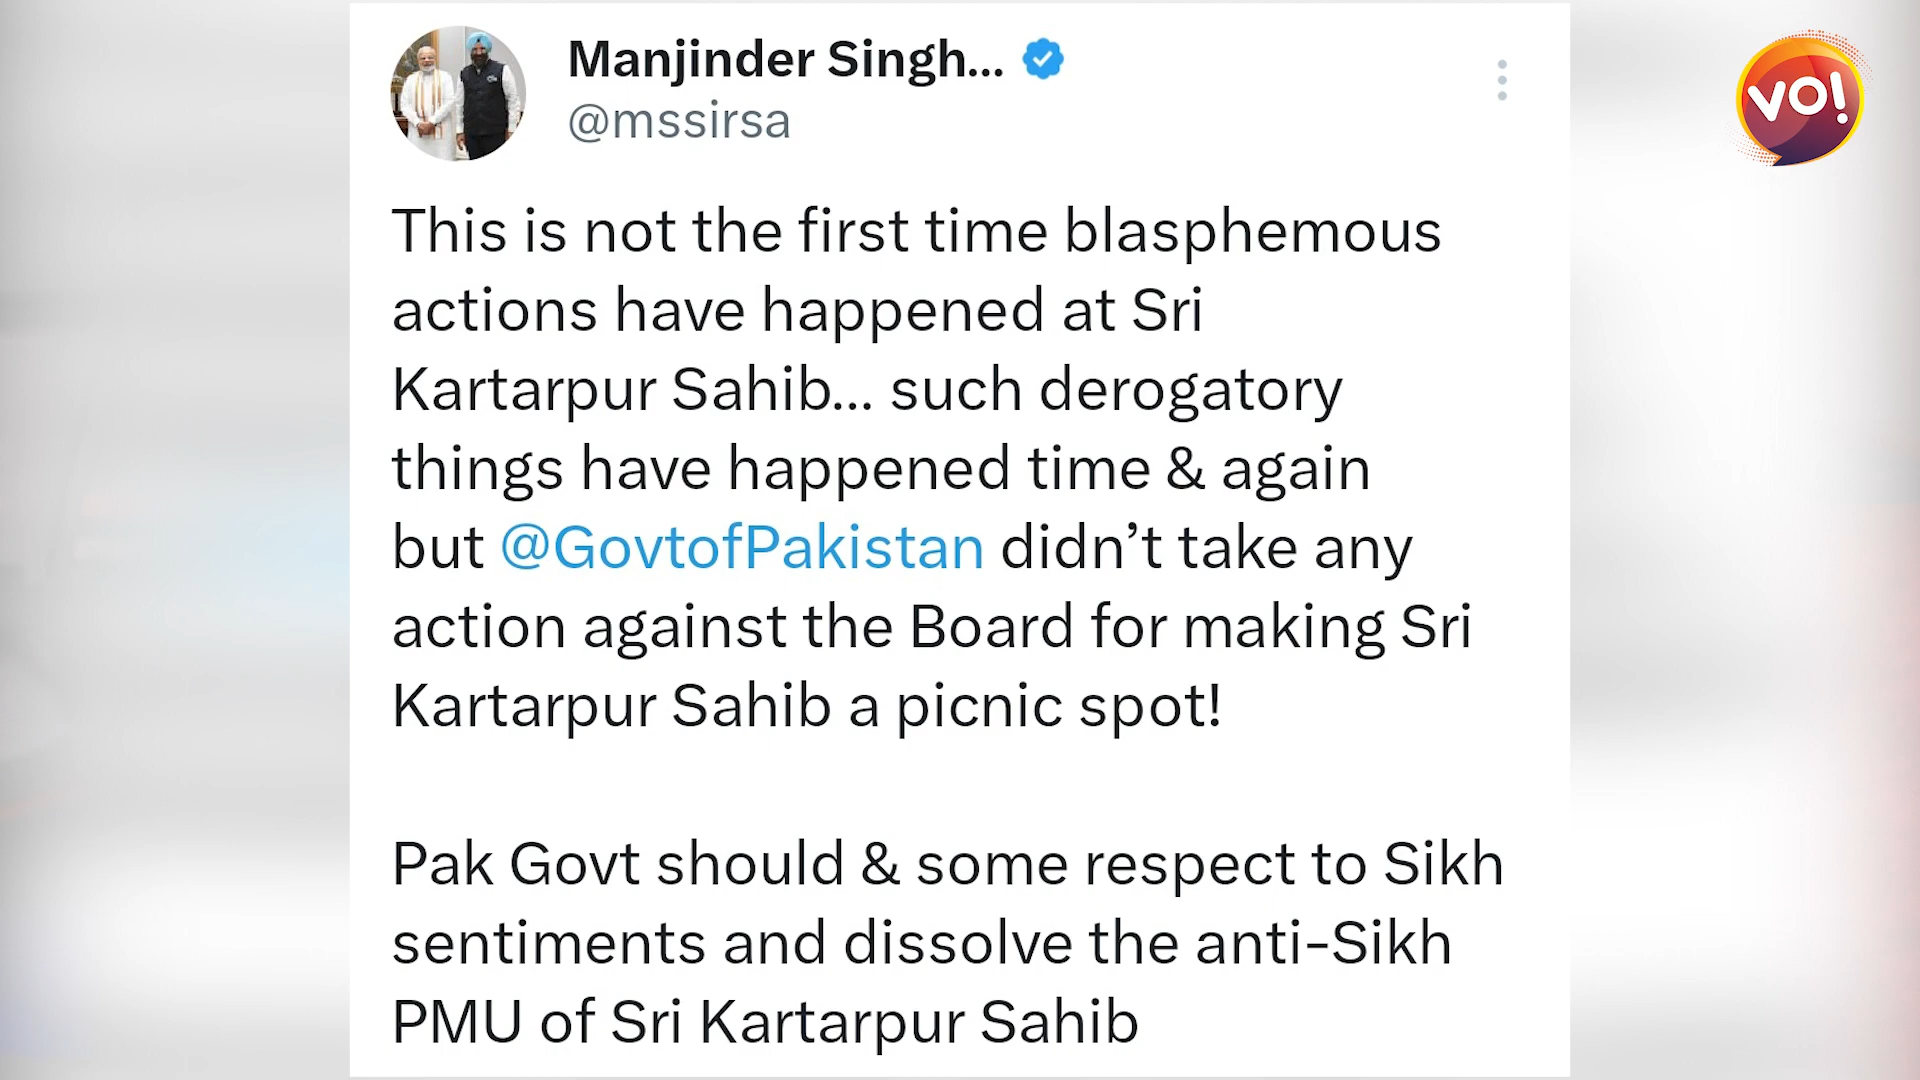 Manjinder Singh...
@mssirsa
VO!
This is not the first time blasphemous
actions have happened at Sri
Kartarpur Sahib... such derogatory
things have happened time & again
but @GovtofPakistan didn’t take any
action against the Board for making Sri
Kartarpur Sahib a picnic spot!
Pak Govt should & some respect to Sikh
sentiments and dissolve the anti-Sikh
PMU of Sri Kartarpur Sahib